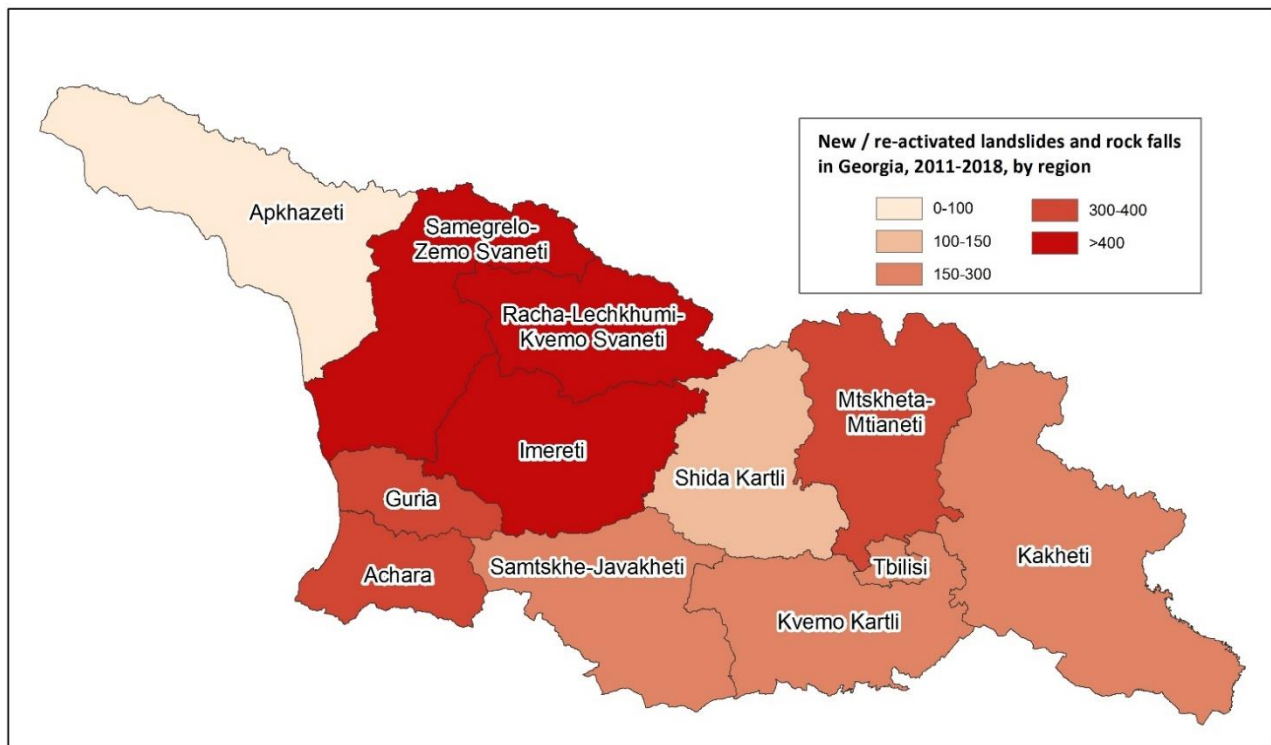 New / re-activated landslides and rock falls
in Georgia, 2011-2018, by region
0-100
100-150
150-300
300-400
>400
Apkhazeti
Samegrelo-
Zemo Svaneti
Racha-Lechkhumi-
Kvemo Svaneti
Mtskheta-
Mtianeti
Imereti
Shida Kartli
Guria
Achara
Samtskhe-Javakheti
Tbilisi
Kakheti
Kvemo Kartli